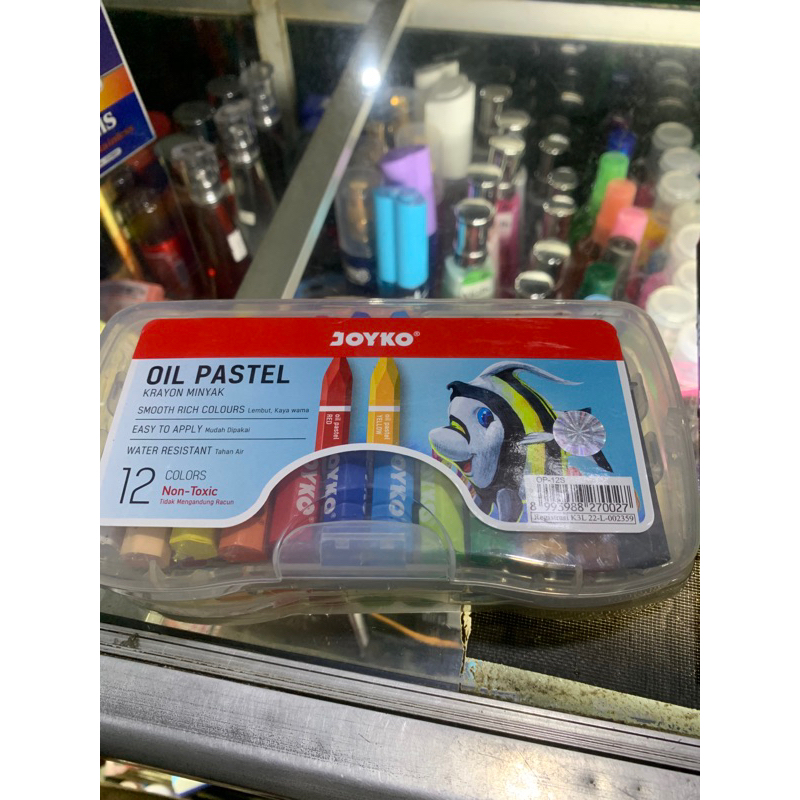 JOYKO®
OIL PASTEL
KRAYON MINYAK
SMOOTH RICH COLOURS Lembut, Kaya warna
EASY TO APPLY Mudah Dipakai
WATER RESISTANT Tahan Air
12 COLORS
Non-Toxic
Tidak Mengandung Racun
oil pastel
RED
oil pastel
YELLOW
JOYKO
JOYKO
OP-12S
8 993988 270027
Registrasi K3L 22-L-002359